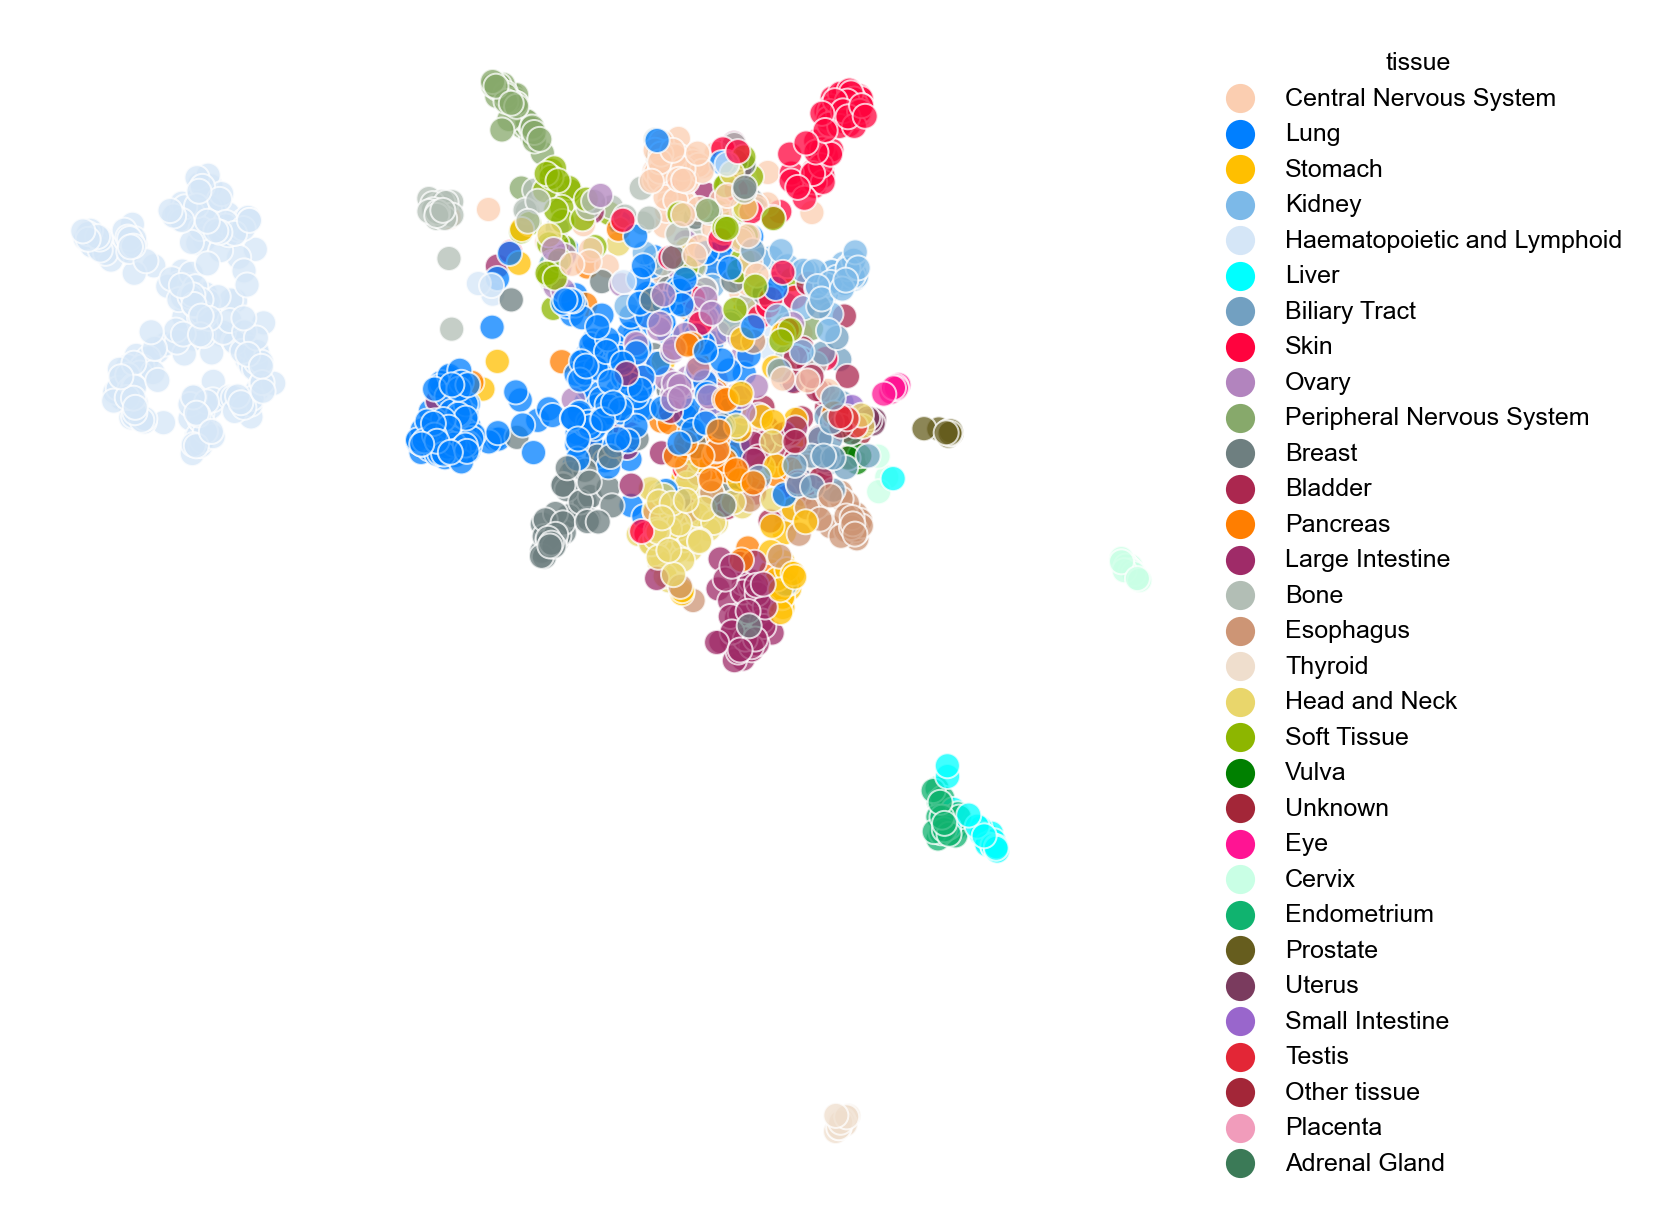 tissue
Central Nervous System
Lung
Stomach
Kidney
Haematopoietic and Lymphoid
Liver
Biliary Tract
Skin
Ovary
Peripheral Nervous System
Breast
Bladder
Pancreas
Large Intestine
Bone
Esophagus
Thyroid
Head and Neck
Soft Tissue
Vulva
Unknown
Eye
Cervix
Endometrium
Prostate
Uterus
Small Intestine
Testis
Other tissue
Placenta
Adrenal Gland